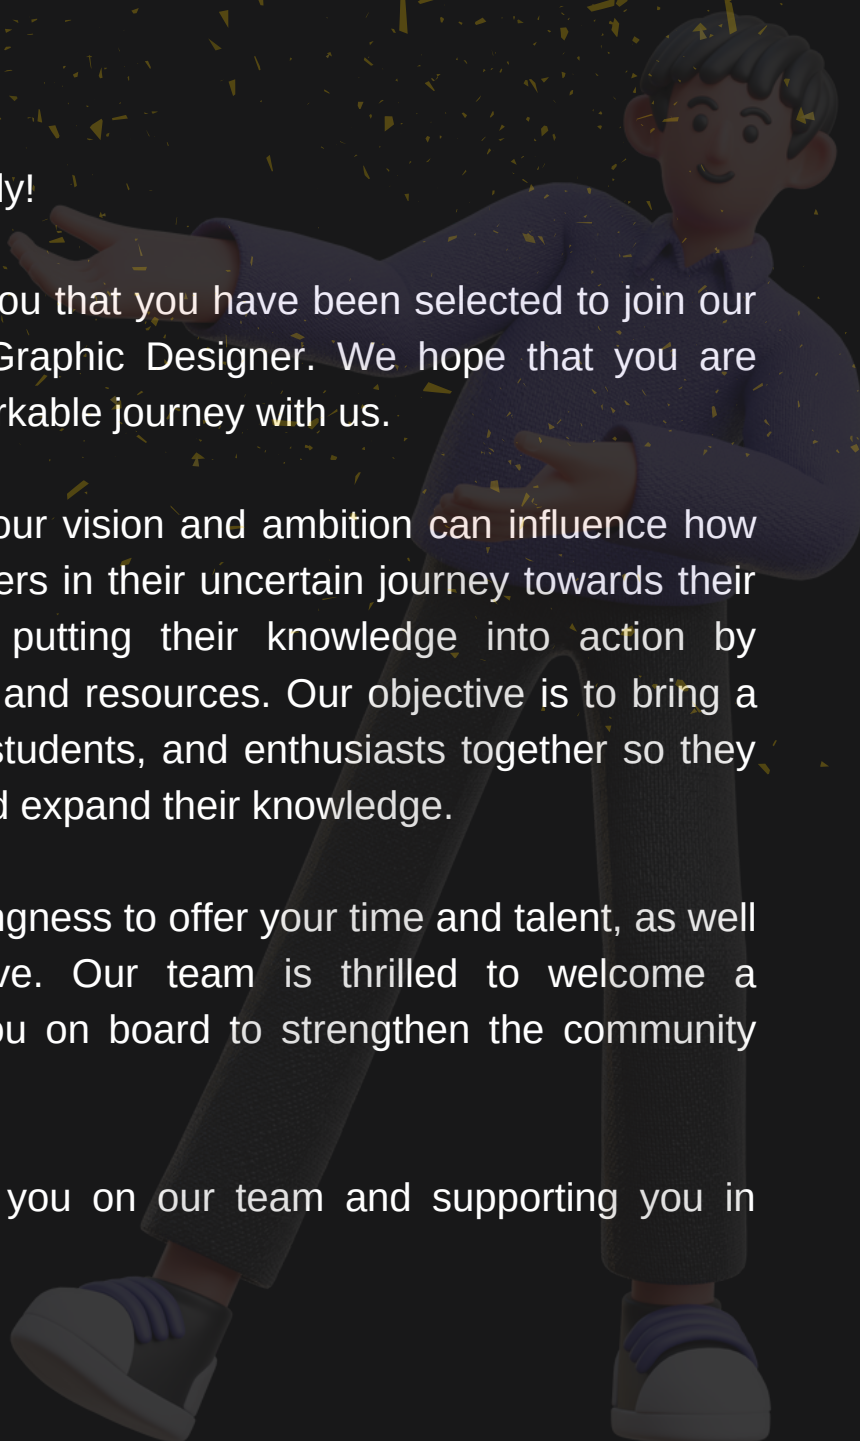 ly!
ou that you have been selected to join our
Graphic Designer. We hope that you are
rkable journey with us.
our vision and ambition can influence how
ers in their uncertain journey towards their
putting their knowledge into action by
and resources. Our objective is to bring a
students, and enthusiasts together so they
d expand their knowledge.
ngness to offer your time and talent, as well
ve. Our team is thrilled to welcome a
ou on board to strengthen the community
you on our team and supporting you in